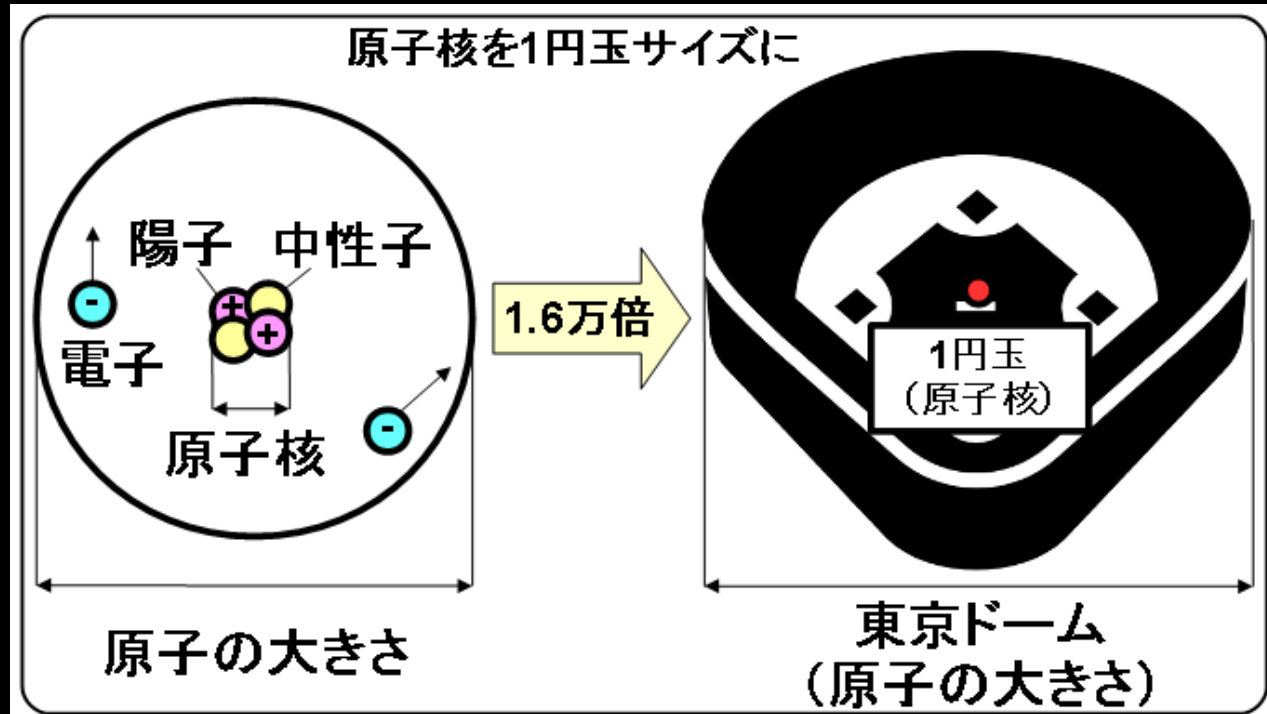 原子核を1円玉サイズに
陽子 中性子
+
+
-
電子
-
原子核
原子の大きさ
1.6万倍
1円玉
(原子核)
東京ドーム
(原子の大きさ)